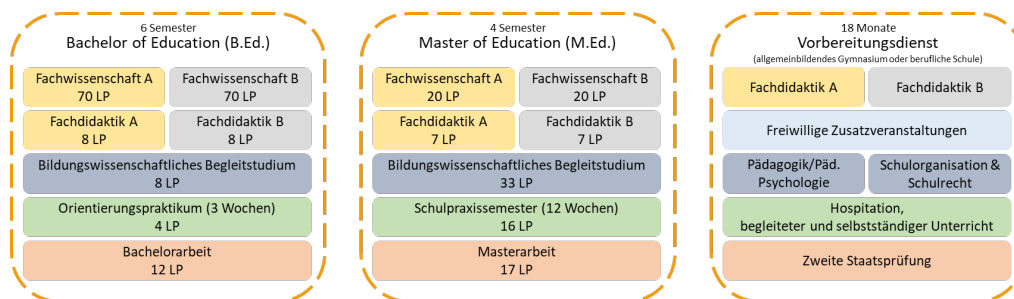 6 Semester
Bachelor of Education (B.Ed.)
Fachwissenschaft A
70 LP
Fachwissenschaft B
70 LP
Fachdidaktik A
8 LP
Fachdidaktik B
8 LP
Bildungswissenschaftliches Begleitstudium
8 LP
Orientierungspraktikum (3 Wochen)
4 LP
Bachelorarbeit
12 LP
4 Semester
Master of Education (M.Ed.)
Fachwissenschaft A
20 LP
Fachwissenschaft B
20 LP
Fachdidaktik A
7 LP
Fachdidaktik B
7 LP
Bildungswissenschaftliches Begleitstudium
33 LP
Schulpraxissemester (12 Wochen)
16 LP
Masterarbeit
17 LP
18 Monate
Vorbereitungsdienst
(allgemeinbildendes Gymnasium oder berufliche Schule)
Fachdidaktik A
Fachdidaktik B
Freiwillige Zusatzveranstaltungen
Pädagogik/Päd.
Psychologie
Schulorganisation &
Schulrecht
Hospitation,
begleiteter und selbstständiger Unterricht
Zweite Staatsprüfung